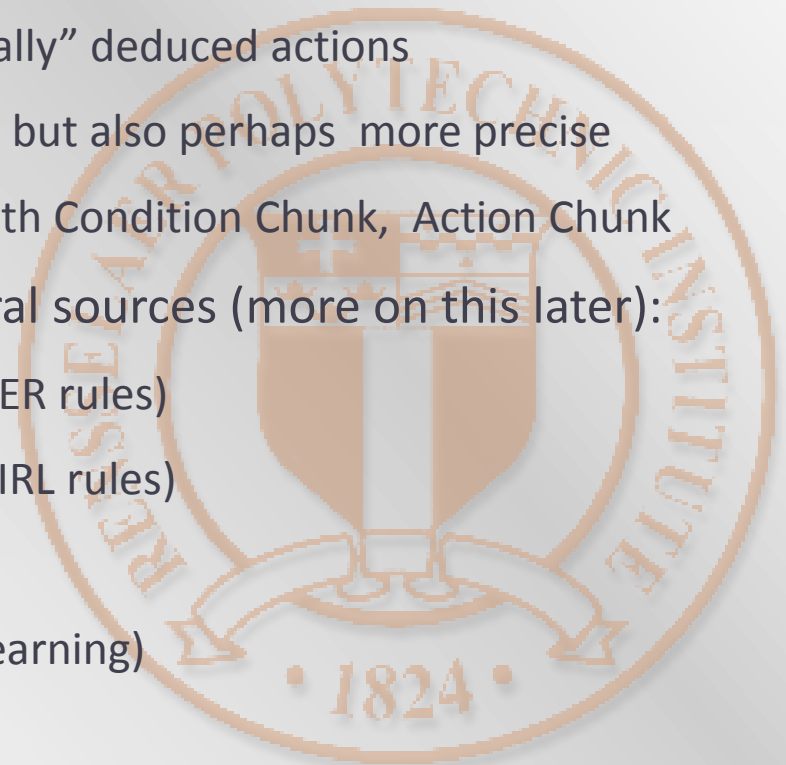 ally” deduced actions
but also perhaps more precise
th Condition Chunk, Action Chunk
ral sources (more on this later):
ER rules)
IRL rules)
earning)
RENSSELAER POLYTECHNIC INSTITUTE
• 1824 •